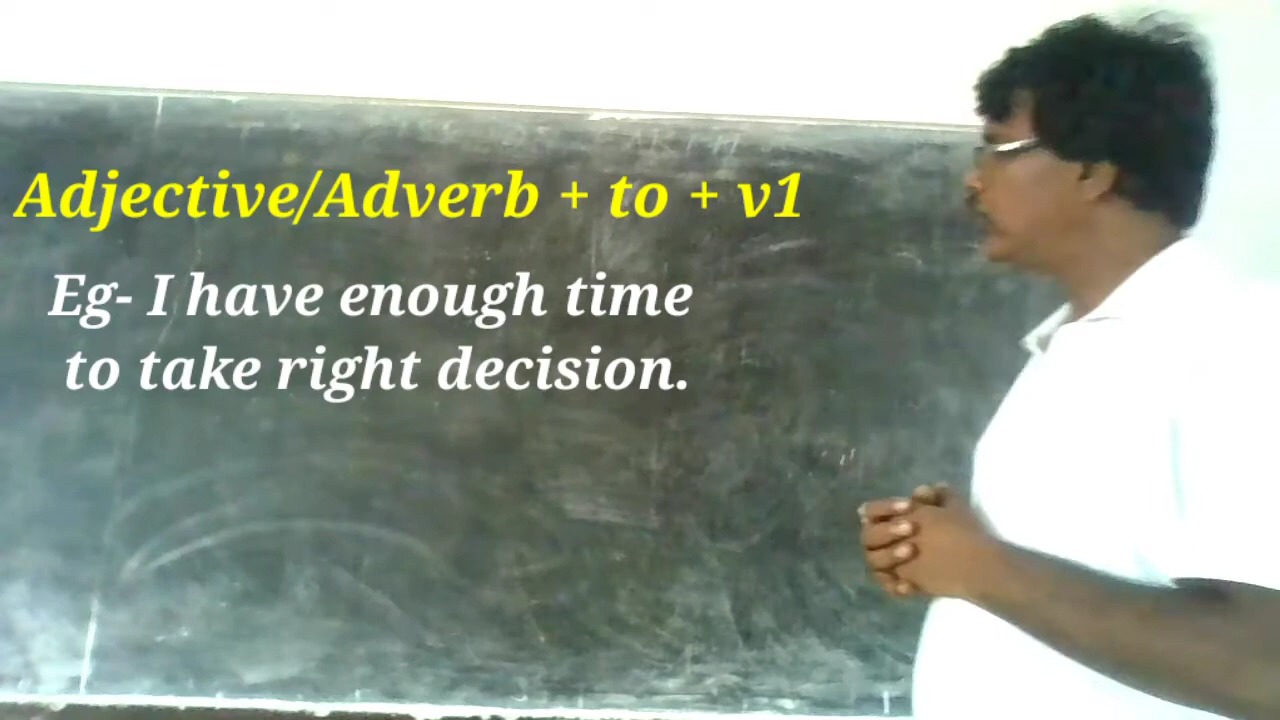 Adjective/Adverb + to + v1
Eg- I have enough time
to take right decision.